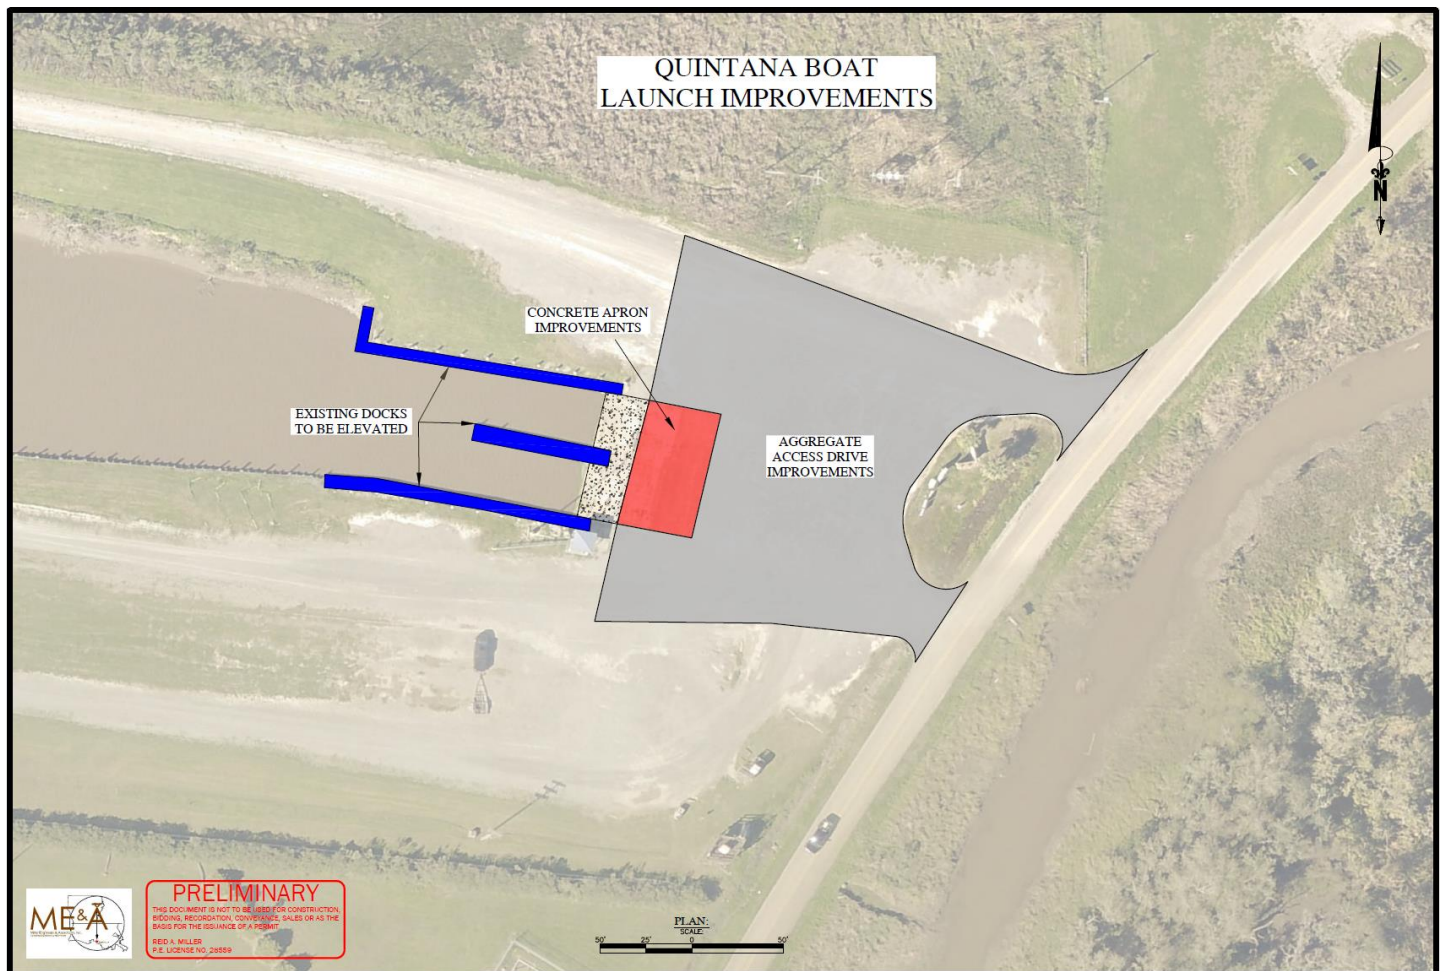 QUINTANA BOAT
LAUNCH IMPROVEMENTS
N
CONCRETE APRON
IMPROVEMENTS
EXISTING DOCKS
TO BE ELEVATED
AGGREGATE
ACCESS DRIVE
IMPROVEMENTS
ME&A
PRELIMINARY
THIS DOCUMENT IS NOT TO BE USED FOR CONSTRUCTION,
BIDDING, RECORDATION, CONVEYANCE, SALES OR AS THE
BASIS FOR THE ISSUANCE OF A PERMIT
REID A. MILLER
P.E. LICENSE NO. 28589
PLAN:
SCALE:
50' 25' 0 50'